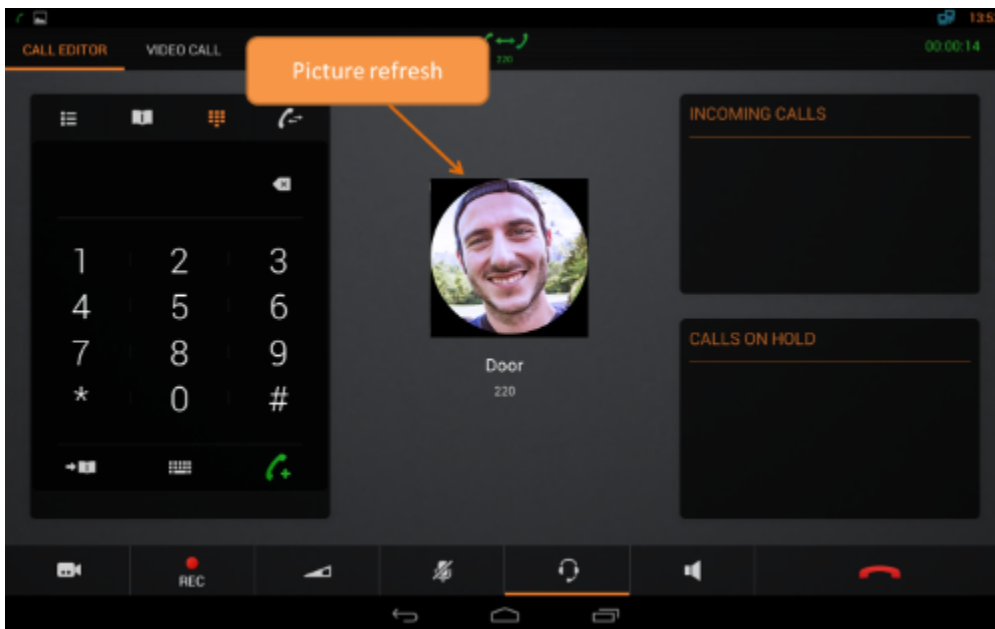 13:5
CALL EDITOR VIDEO CALL
220
00:00:14
Picture refresh
INCOMING CALLS
1 2 3
4 5 6
7 8 9
* 0 #
Door
220
CALLS ON HOLD
REC